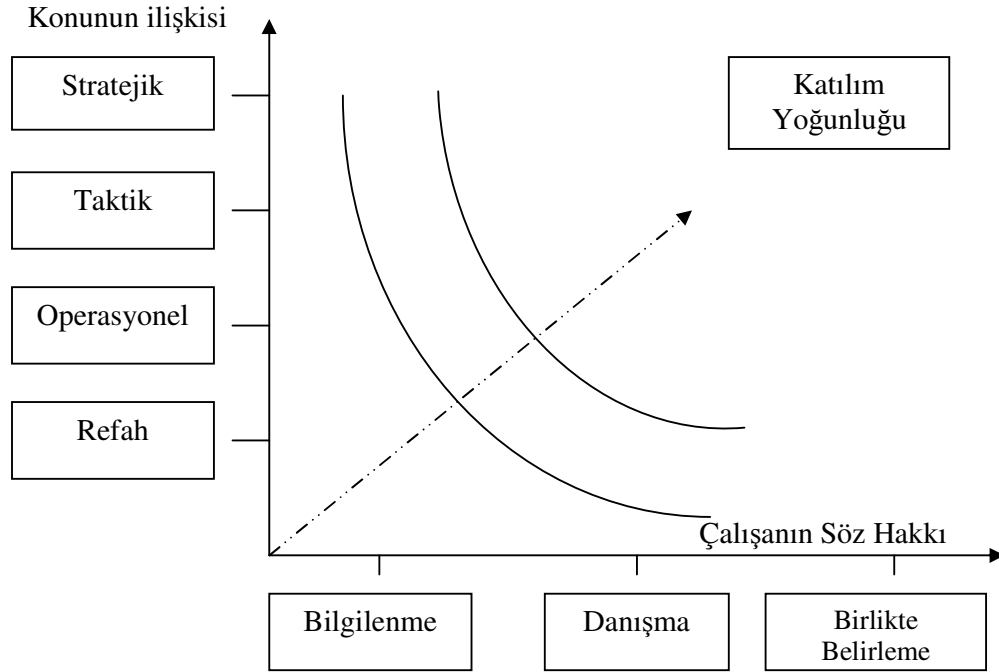 Konunun ilişkisi
Stratejik
Katılım
Yoğunluğu
Taktik
Operasyonel
Refah
Çalışanın Söz Hakkı
Bilgilenme
Danışma
Birlikte
Belirleme